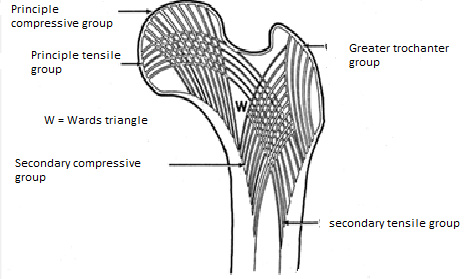 Principle
compressive group
Principle tensile
group
Greater trochanter
group
W
W = Wards triangle
Secondary compressive
group
secondary tensile group